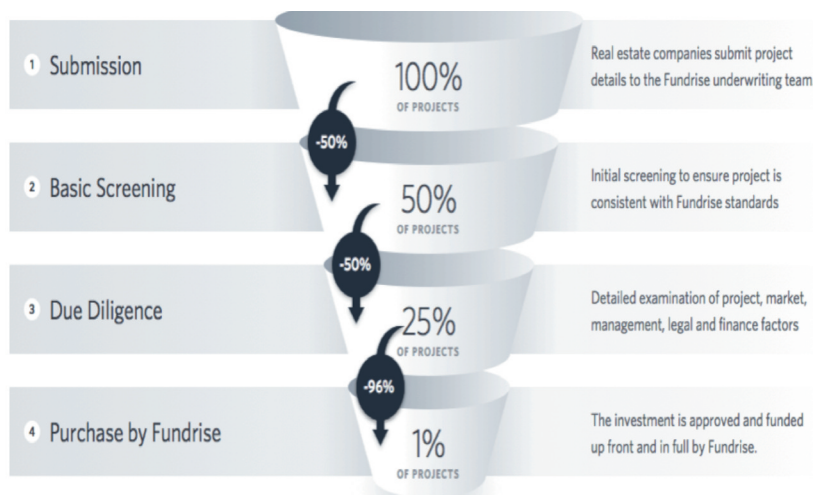 1 Submission
100%
OF PROJECTS
Real estate companies submit project
details to the Fundrise underwriting team
-50%
2 Basic Screening
50%
OF PROJECTS
Initial screening to ensure project is
consistent with Fundrise standards
-50%
3 Due Diligence
25%
OF PROJECTS
Detailed examination of project, market,
management, legal and finance factors
-96%
4 Purchase by Fundrise
1%
OF PROJECTS
The investment is approved and funded
up front and in full by Fundrise.